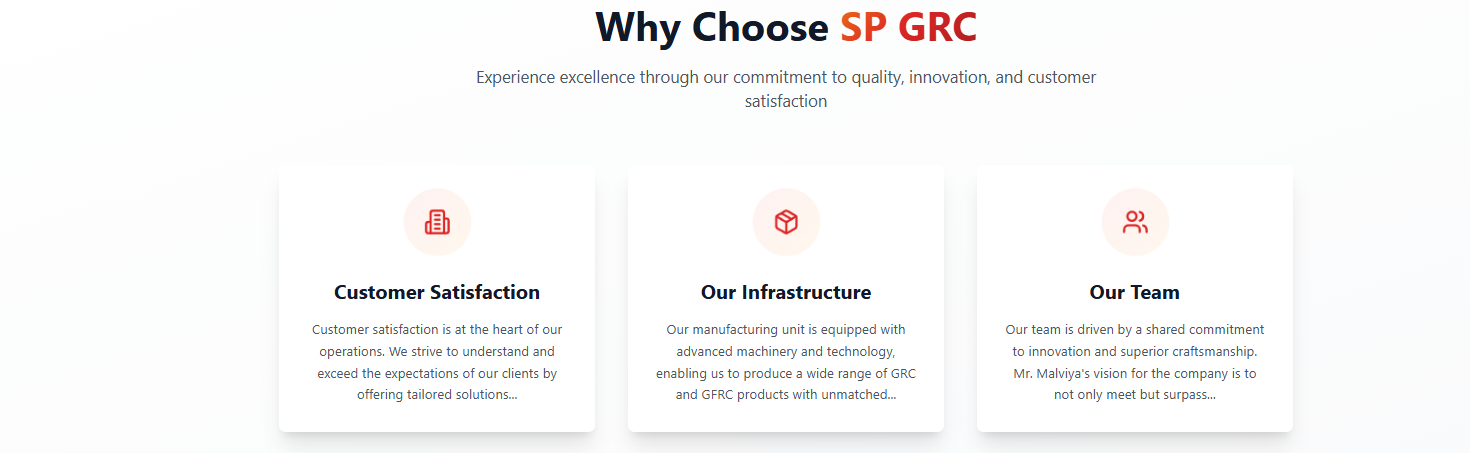 Why Choose SP GRC
Experience excellence through our commitment to quality, innovation, and customer
satisfaction
Customer Satisfaction
Customer satisfaction is at the heart of our
operations. We strive to understand and
exceed the expectations of our clients by
offering tailored solutions...
Our Infrastructure
Our manufacturing unit is equipped with
advanced machinery and technology,
enabling us to produce a wide range of GRC
and GFRC products with unmatched...
Our Team
Our team is driven by a shared commitment
to innovation and superior craftsmanship.
Mr. Malviya's vision for the company is to
not only meet but surpass...